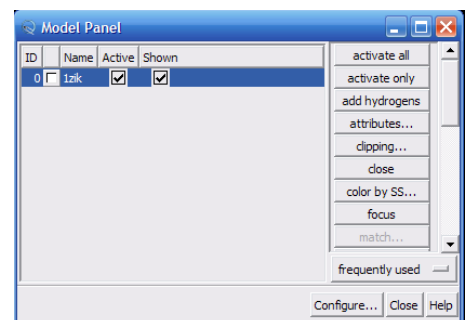 Model Panel
ID Name Active Shown
0 1zik
activate all
activate only
add hydrogens
attributes...
clipping...
close
color by SS...
focus
match...
frequently used
Configure... Close Help